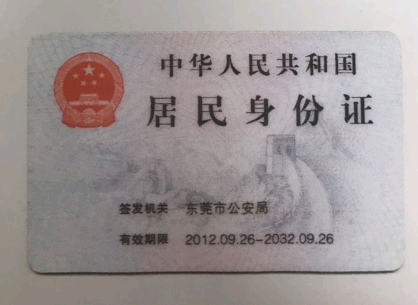 中华人民共和国
居民身份证
签发机关 东莞市公安局
有效期限 2012.09.26-2032.09.26